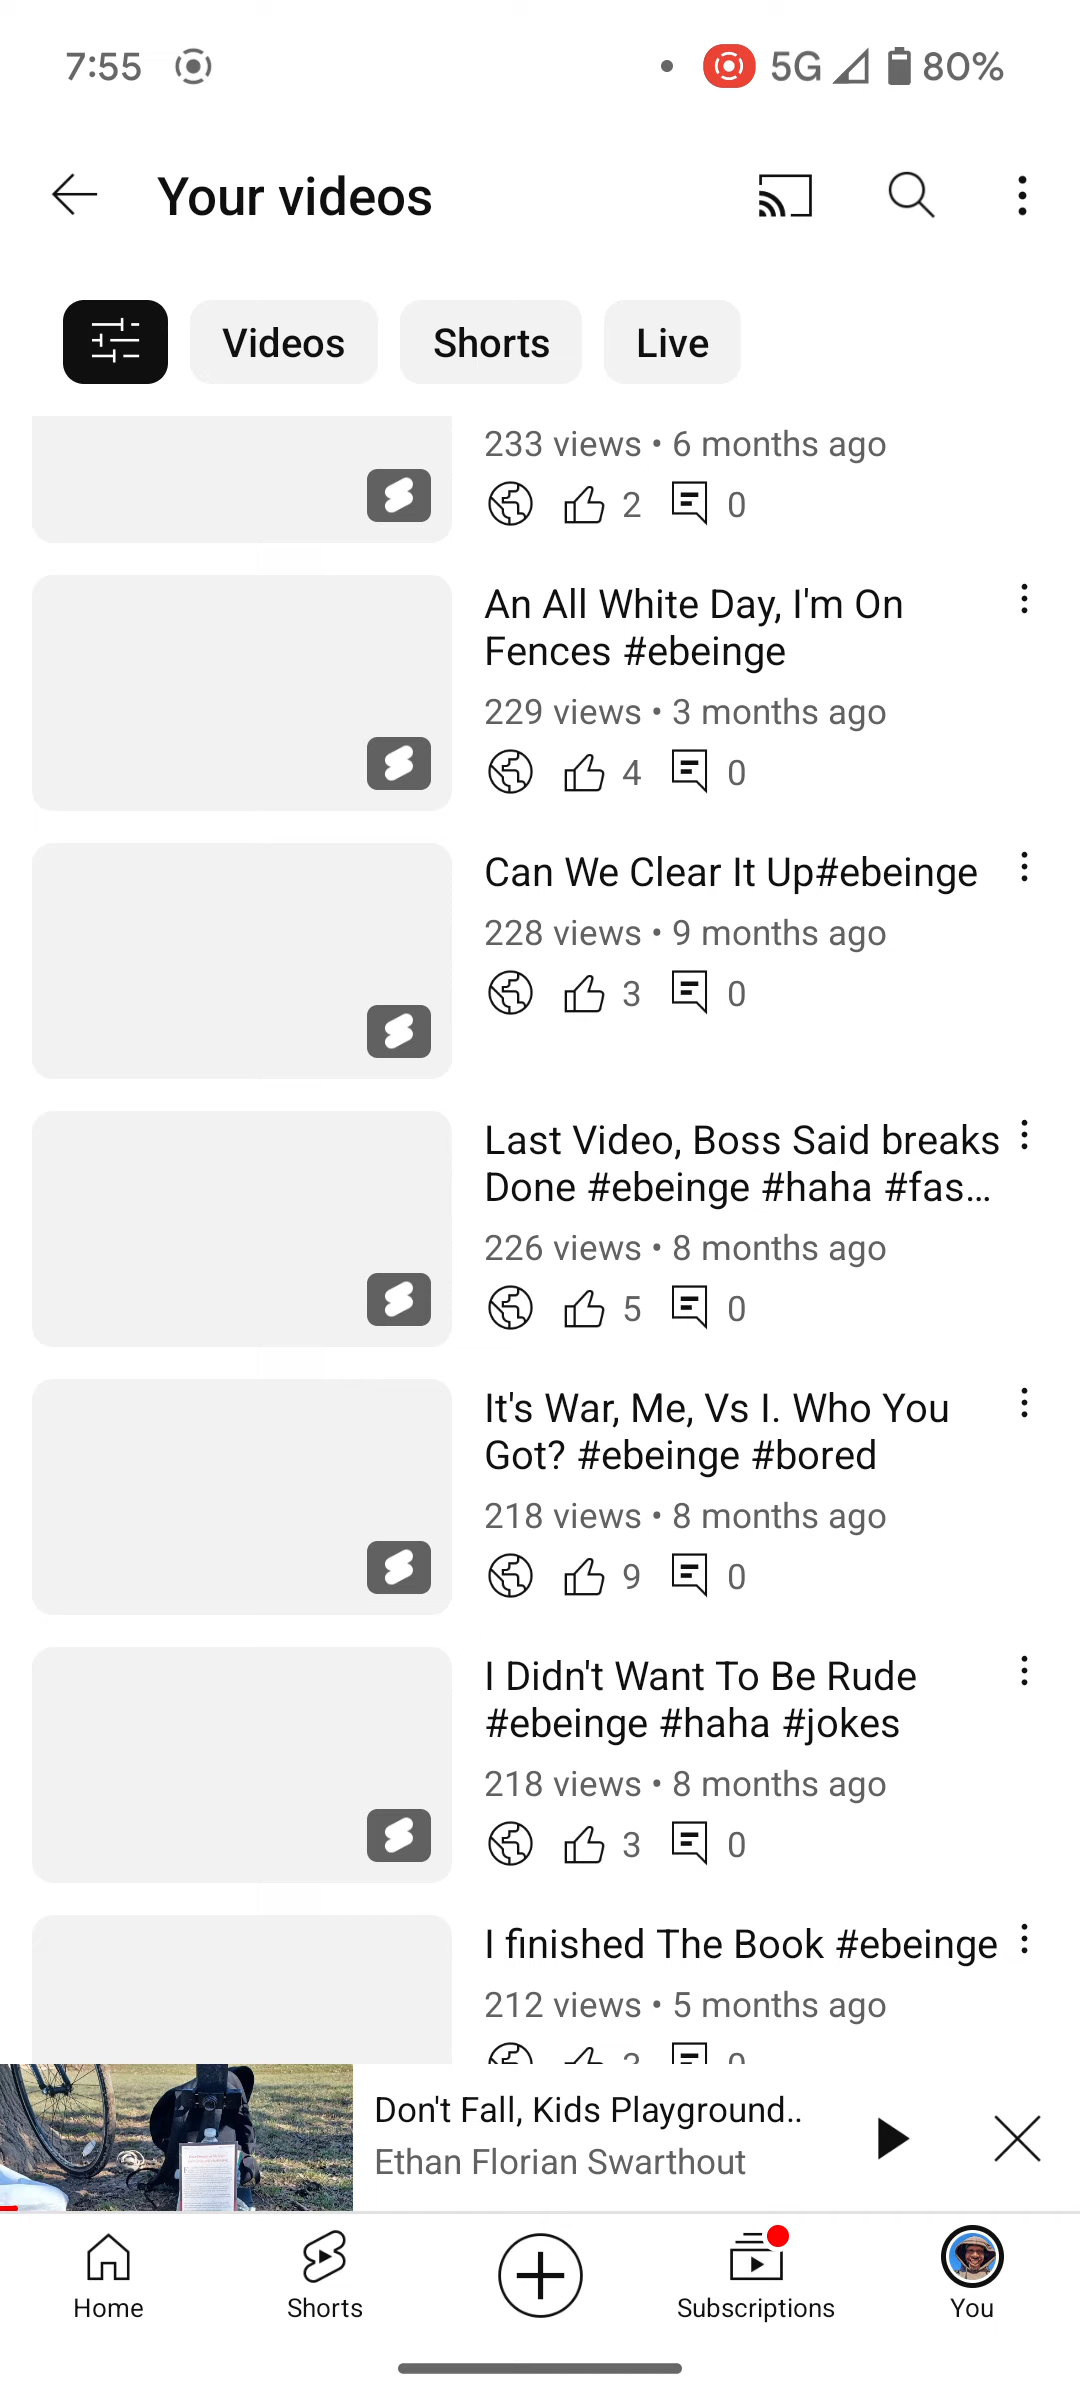 7:55
5G 80%
Your videos
Videos
Shorts
Live
233 views • 6 months ago
2 0
An All White Day, I'm On
Fences #ebeinge
229 views • 3 months ago
4 0
Can We Clear It Up#ebeinge
228 views • 9 months ago
3 0
Last Video, Boss Said breaks
Done #ebeinge #haha #fas...
226 views • 8 months ago
5 0
It's War, Me, Vs I. Who You
Got? #ebeinge #bored
218 views • 8 months ago
9 0
I Didn't Want To Be Rude
#ebeinge #haha #jokes
218 views • 8 months ago
3 0
I finished The Book #ebeinge
212 views • 5 months ago
Don't Fall, Kids Playground..
Ethan Florian Swarthout
Home
Shorts
Subscriptions
You